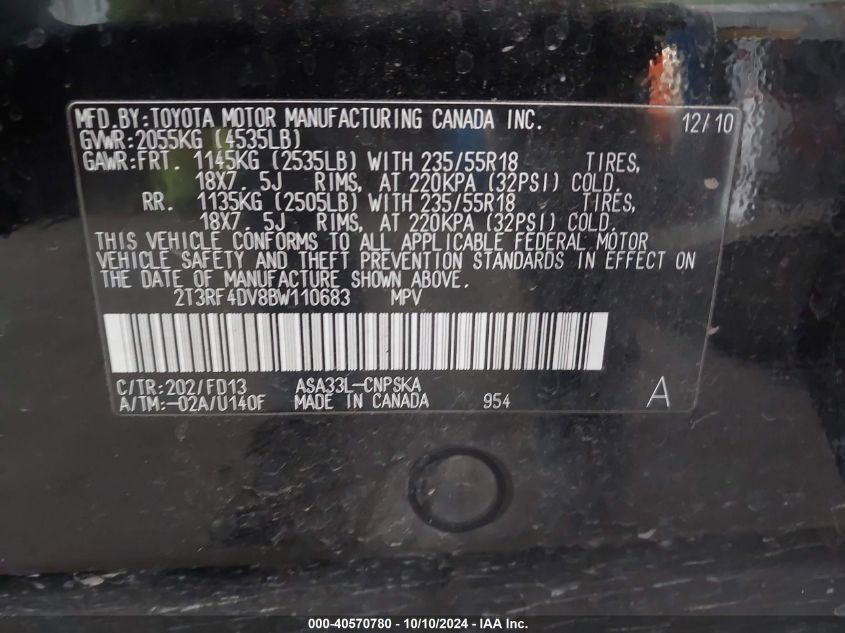 MFD.BY:TOYOTA MOTOR MANUFACTURING CANADA INC. 12/10
GVWR:2055KG (4535LB)
GAWR:FRT. 1145KG (2535LB) WITH 235/55R18 TIRES,
18X7.5J RIMS, AT 220KPA (32PSI) COLD.
RR. 1135KG (2505LB) WITH 235/55R18 TIRES,
18X7.5J RIMS, AT 220KPA (32PSI) COLD.
THIS VEHICLE CONFORMS TO ALL APPLICABLE FEDERAL MOTOR
VEHICLE SAFETY AND THEFT PREVENTION STANDARDS IN EFFECT ON
THE DATE OF MANUFACTURE SHOWN ABOVE.
2T3RF4DV8BW110683 MPV
C/TR:202/FD13 ASA33L-CNPSKA
A/TM:-02A/U140F MADE IN CANADA 954 A
000-40570780 - 10/10/2024 - IAA Inc.